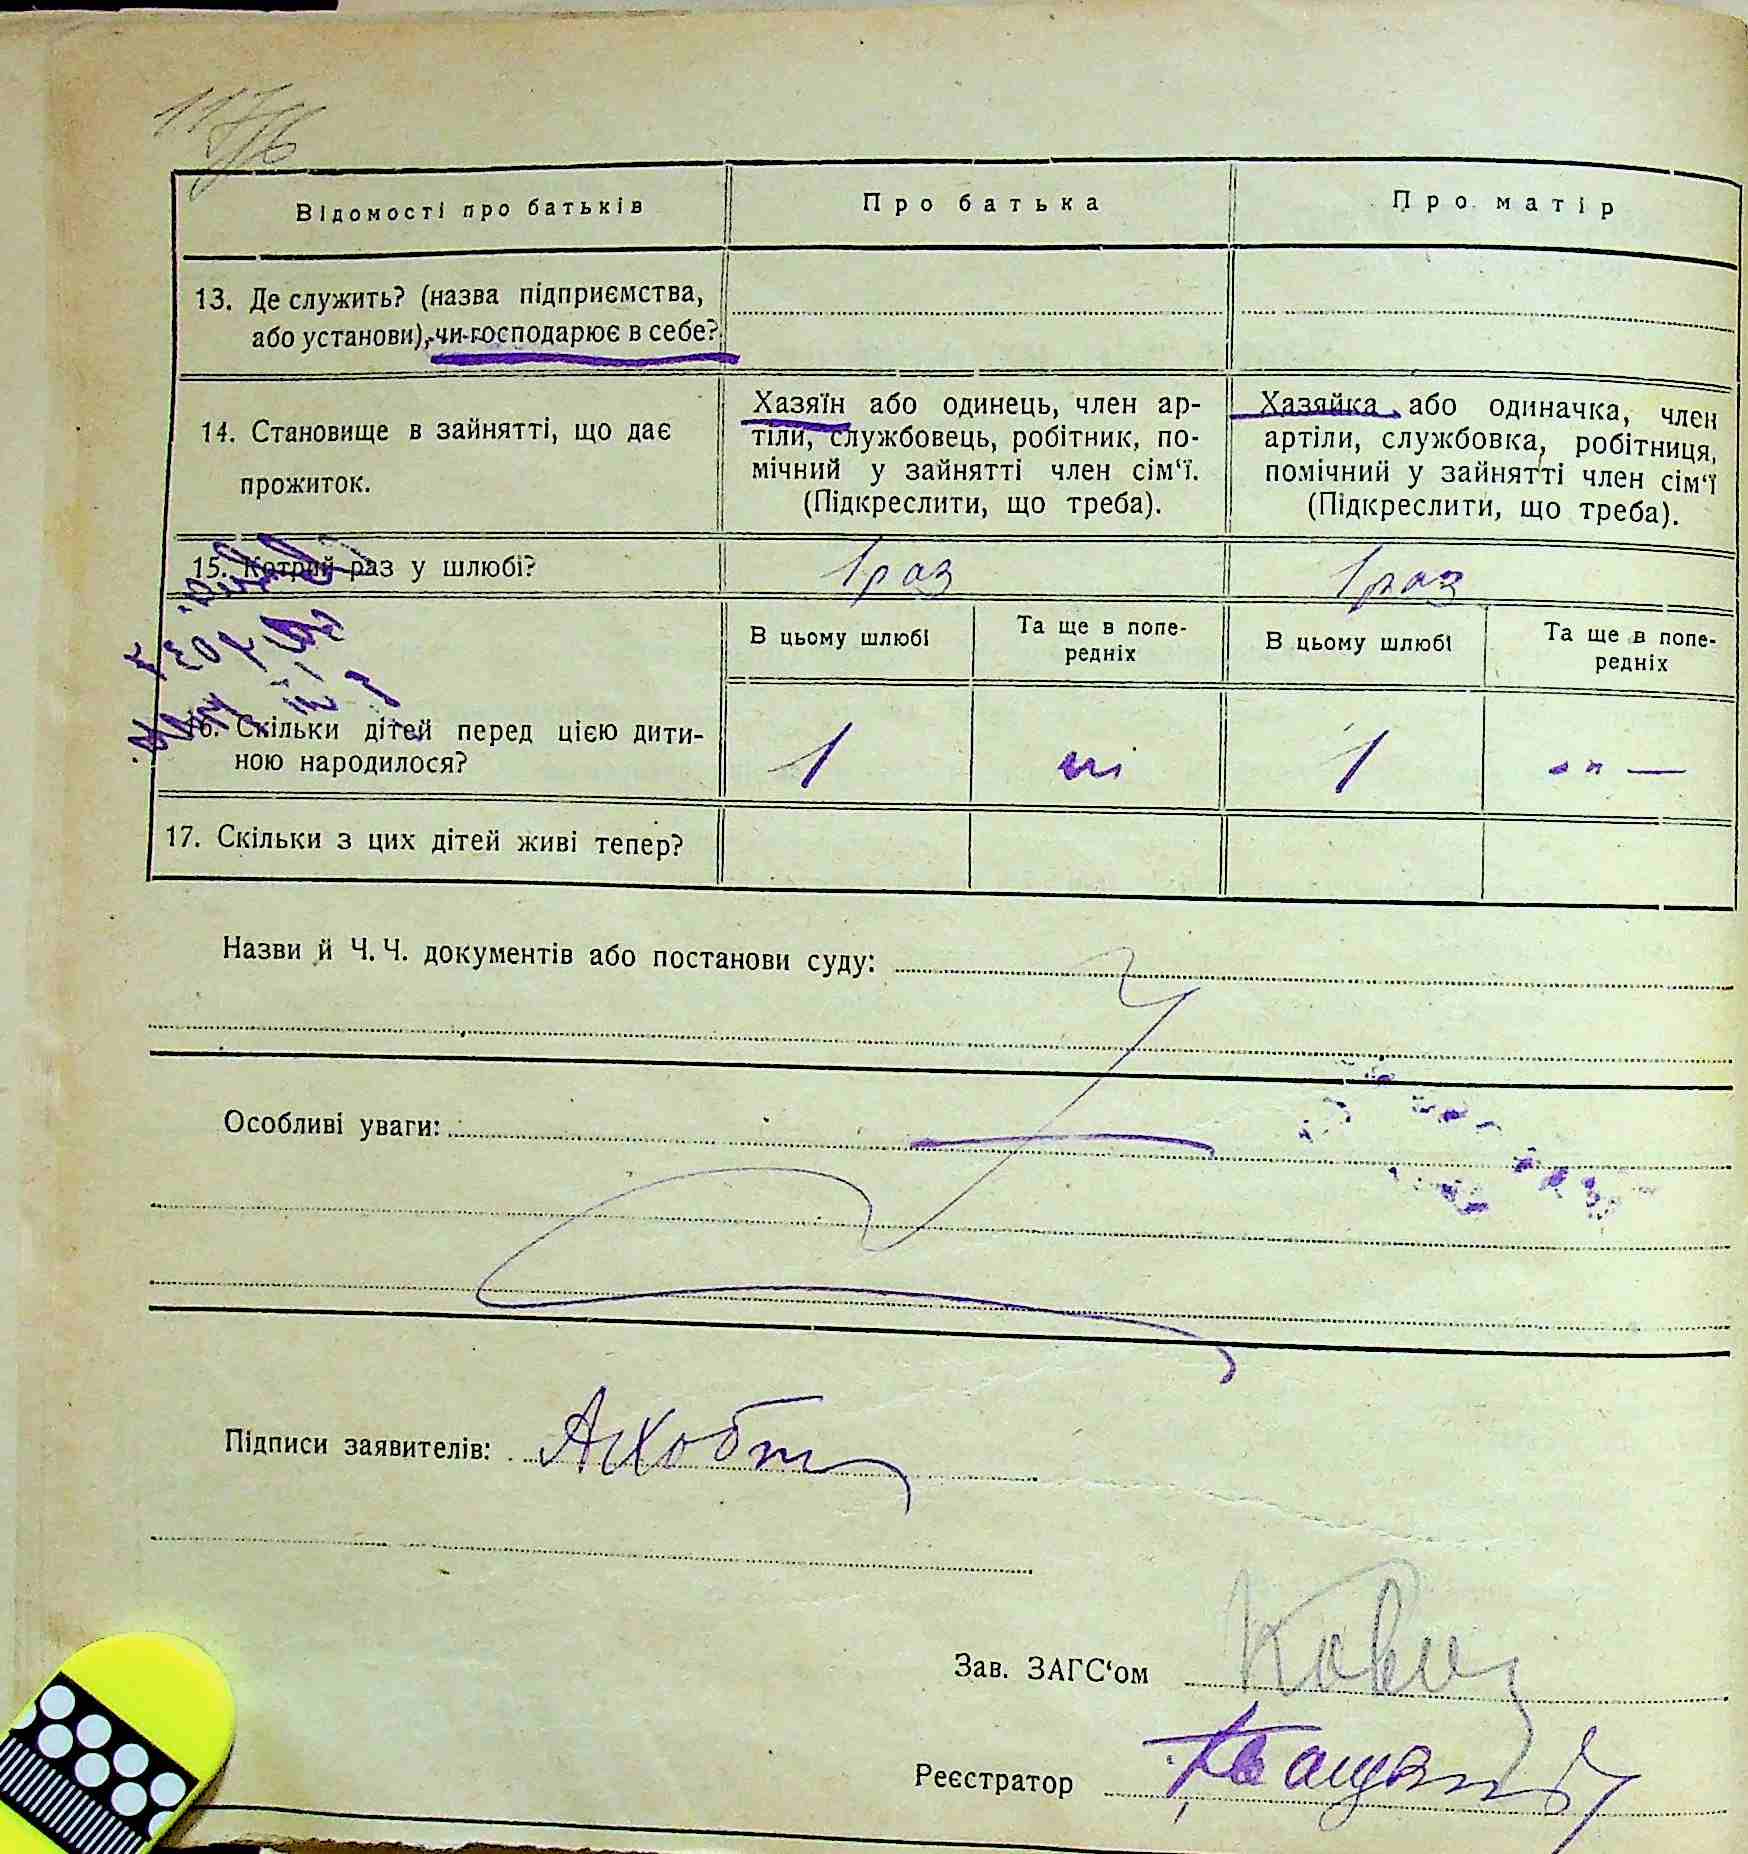 Відомості про батьків
Про батька
Про матір
13. Де служить? (назва підприємства,
або установи), чи господарює в себе?
14. Становище в зайнятті, що дає
прожиток.
Хазяїн або одинець, член ар-
тіли, службовець, робітник, по-
мічний у зайнятті член сім‘ї.
(Підкреслити, що треба).
Хазяйка або одиначка, член
артіли, службовка, робітниця,
помічний у зайнятті член сім‘ї
(Підкреслити, що треба).
15. Котрий раз у шлюбі?
1 раз
1 раз
В цьому шлюбі
Та ще в попе-
редніх
В цьому шлюбі
Та ще в попе-
редніх
16. Скільки дітей перед цією дити-
ною народилося?
1
ні
1
-„-
17. Скільки з цих дітей живі тепер?
Назви й Ч. Ч. документів або постанови суду:
Особливі уваги:
Підписи заявителів:
Зав. ЗАГС‘ом
Реєстратор